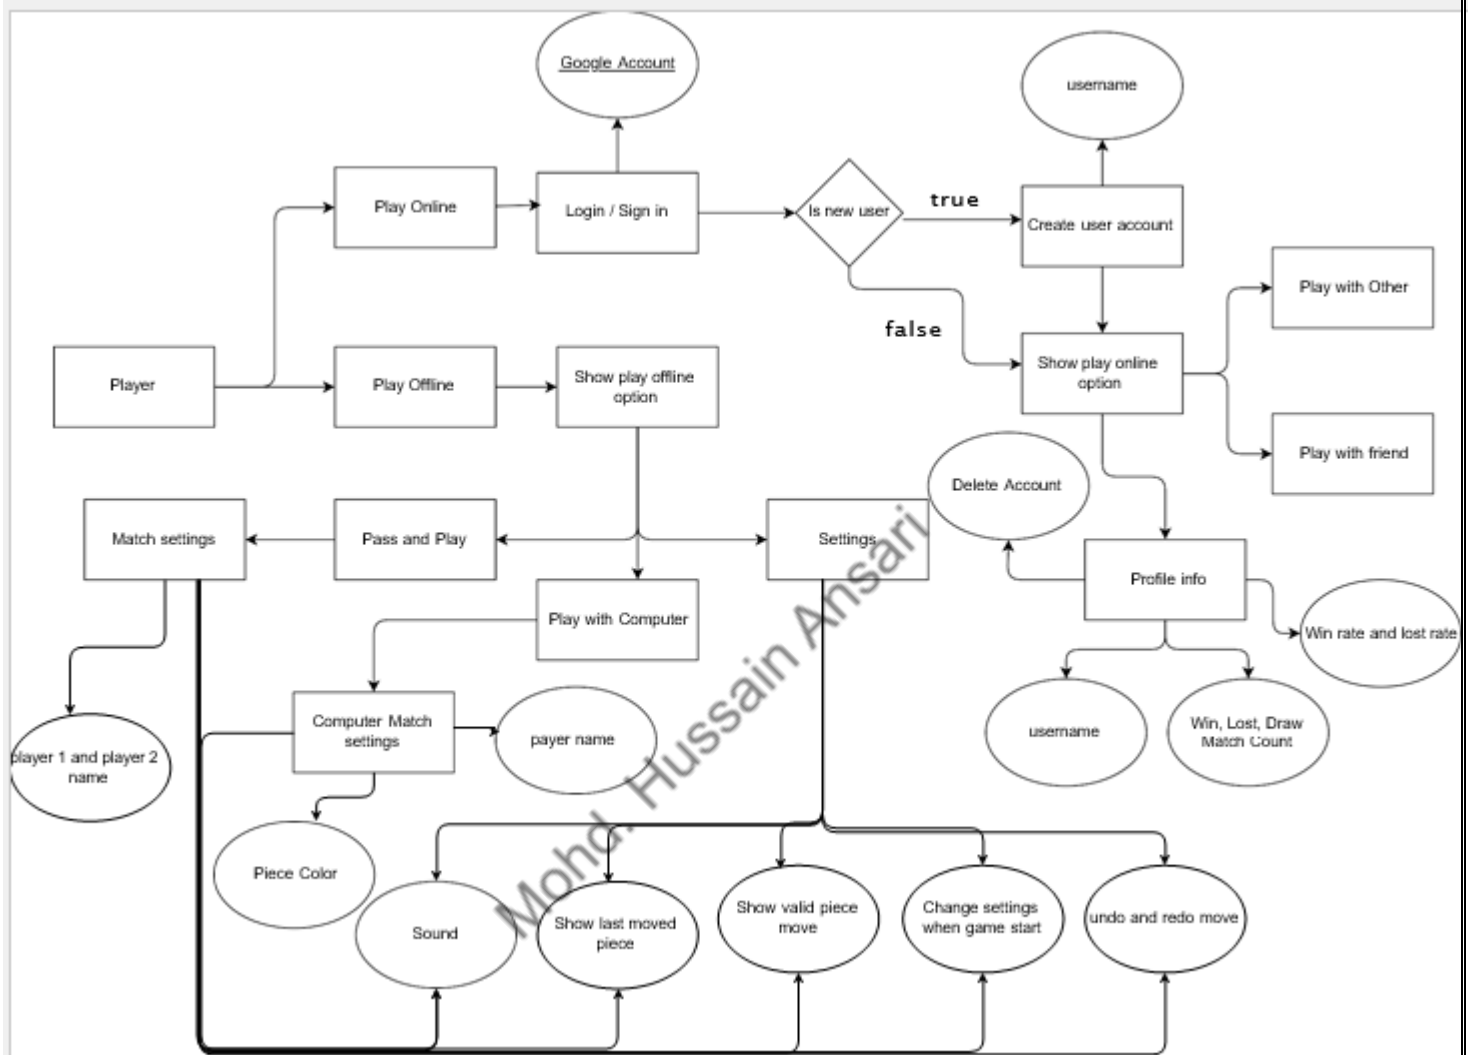 Google Account
username
Play Online
Login / Sign in
Is new user
true
Create user account
Play with Other
false
Player
Play Offline
Show play offline
option
Show play online
option
Play with friend
Delete Account
Match settings
Pass and Play
Settings
Profile info
Play with Computer
Win rate and lost rate
Computer Match
settings
payer name
username
Win, Lost, Draw
Match Count
player 1 and player 2
name
Piece Color
Sound
Show last moved
piece
Show valid piece
move
Change settings
when game start
undo and redo move
Mohd. Hussain Ansari